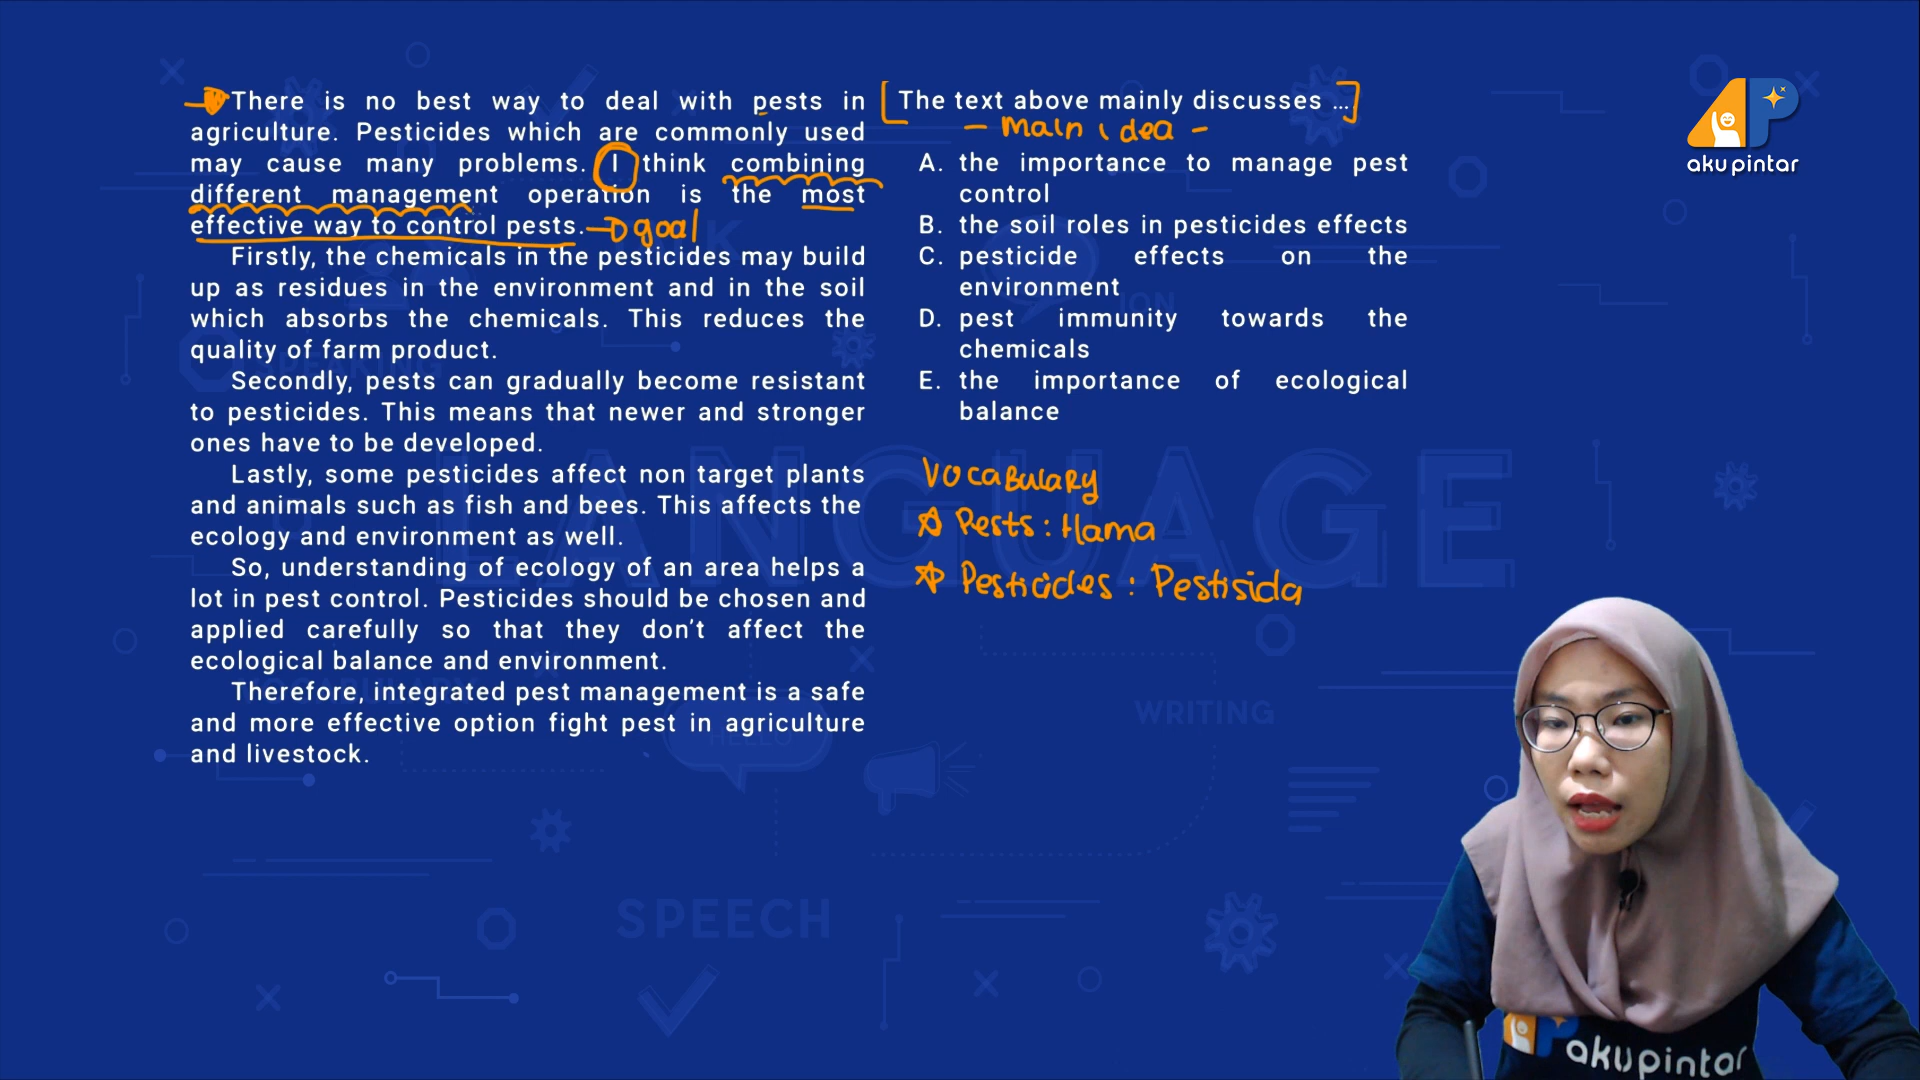 There is no best way to deal with pests in
agriculture. Pesticides which are commonly used
may cause many problems. I think combining
different management operation is the most
effective way to control pests. goal
Firstly, the chemicals in the pesticides may build
up as residues in the environment and in the soil
which absorbs the chemicals. This reduces the
quality of farm product.
Secondly, pests can gradually become resistant
to pesticides. This means that newer and stronger
ones have to be developed.
Lastly, some pesticides affect non target plants
and animals such as fish and bees. This affects the
ecology and environment as well.
So, understanding of ecology of an area helps a
lot in pest control. Pesticides should be chosen and
applied carefully so that they don't affect the
ecological balance and environment.
Therefore, integrated pest management is a safe
and more effective option fight pest in agriculture
and livestock.
[The text above mainly discusses ...]
- Main idea -
A. the importance to manage pest
control
B. the soil roles in pesticides effects
C. pesticide effects on the
environment
D. pest immunity towards the
chemicals
E. the importance of ecological
balance
Vocabulary
☆ Pests : Hama
☆ Pesticides : Pestisida
AP
aku pintar
LANGUAGE
WRITING
SPEECH
HELLO
akupintar